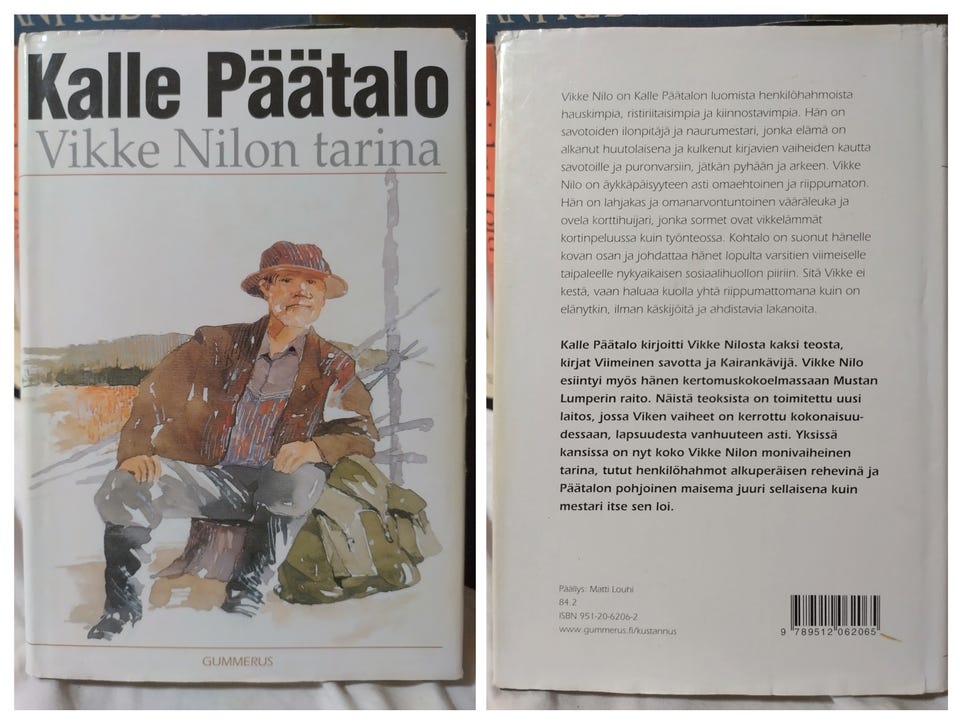 Kalle Päätalo
Vikke Nilon tarina
GUMMERUS
Vikke Nilo on Kalle Päätalon luomista henkilöhahmoista
hauskimpia, ristiriitaisimpia ja kiinnostavimpia. Hän on
savotoiden ilonpitäjä ja naurumestari, jonka elämä on
alkanut huutolaisena ja kulkenut kirjavien vaiheiden kautta
savotoille ja puronvarsiin, jätkän pyhään ja arkeen. Vikke
Nilo on äykkäpäisyyteen asti omaehtoinen ja riippumaton.
Hän on lahjakas ja omanarvontuntoinen vääräleuka ja
ovela korttihuijari, jonka sormet ovat vikkelämmät
kortinpeluussa kuin työnteossa. Kohtalo on suonut hänelle
kovan osan ja johdattaa hänet lopulta varsitien viimeiselle
taipaleelle nykyaikaisen sosiaalihuollon piiriin. Sitä Vikke ei
kestä, vaan haluaa kuolla yhtä riippumattomana kuin on
elänytkin, ilman käskijöitä ja ahdistavia lakanoita.
Kalle Päätalo kirjoitti Vikke Nilosta kaksi teosta,
kirjat Viimeinen savotta ja Kairankävijä. Vikke Nilo
esiintyi myös hänen kertomuskokoelmassaan Mustan
Lumperin raito. Näistä teoksista on toimitettu uusi
laitos, jossa Viken vaiheet on kerrottu kokonaisuu-
dessaan, lapsuudesta vanhuuteen asti. Yksissä
kansissa on nyt koko Vikke Nilon monivaiheinen
tarina, tutut henkilöhahmot alkuperäisen rehevinä ja
Päätalon pohjoinen maisema juuri sellaisena kuin
mestari itse sen loi.
Päällys: Matti Louhi
84.2
ISBN 951-20-6206-2
www.gummerus.fi/kustannus
9 789512 062065